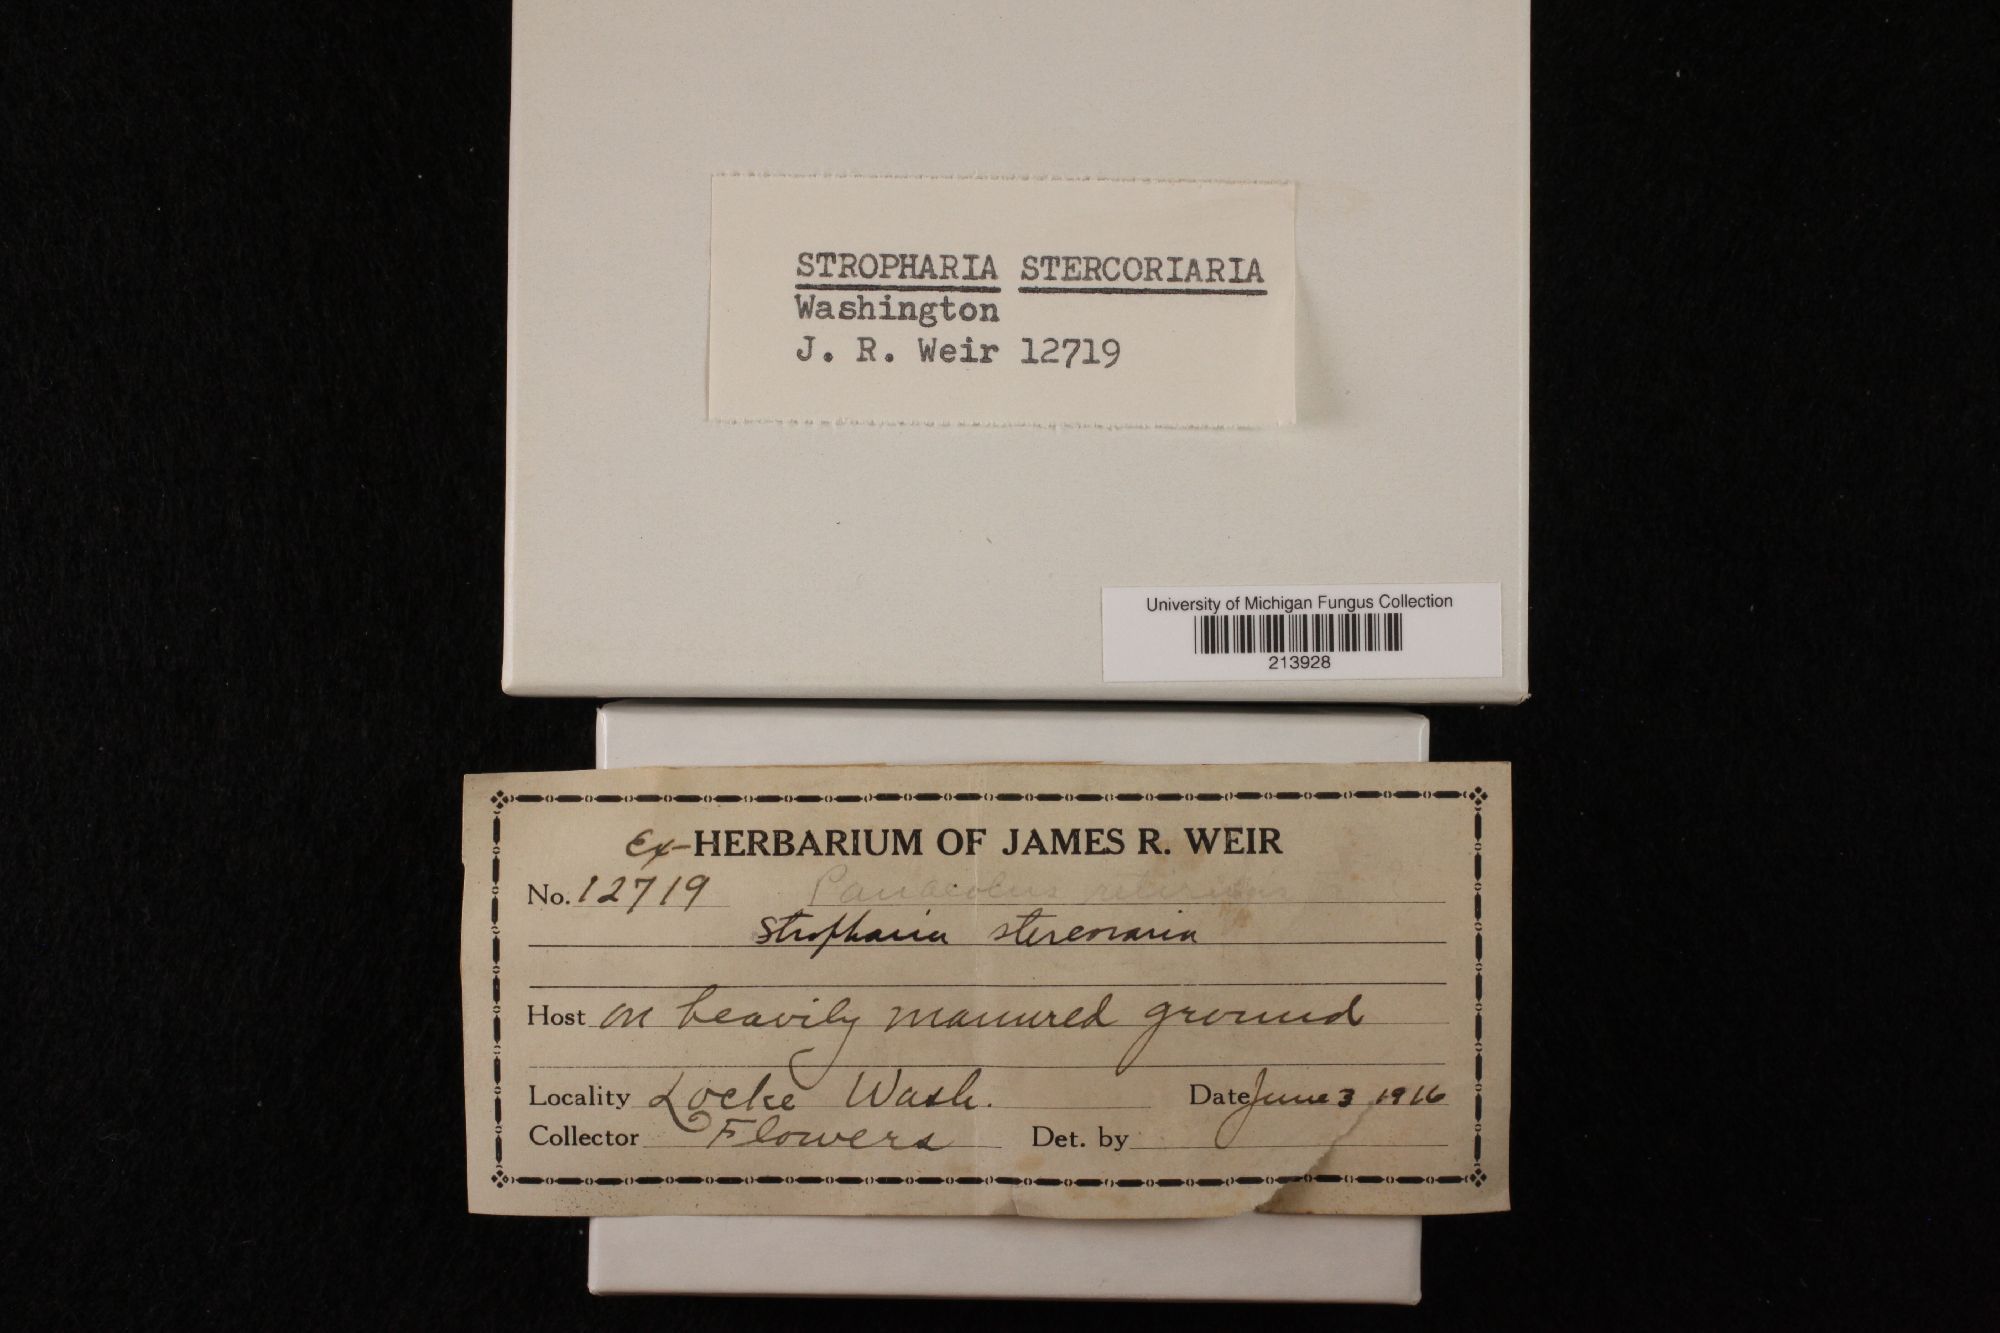 STROPHARIA STERCORIARIA
Washington
J. R. Weir 12719
University of Michigan Fungus Collection
213928
Ex-HERBARIUM OF JAMES R. WEIR
No. 12719 Panaeolus
Stropharia stercoraria
Host on heavily manured ground
Locality Locke Wash. Date June 3 1916
Collector Flowers Det. by